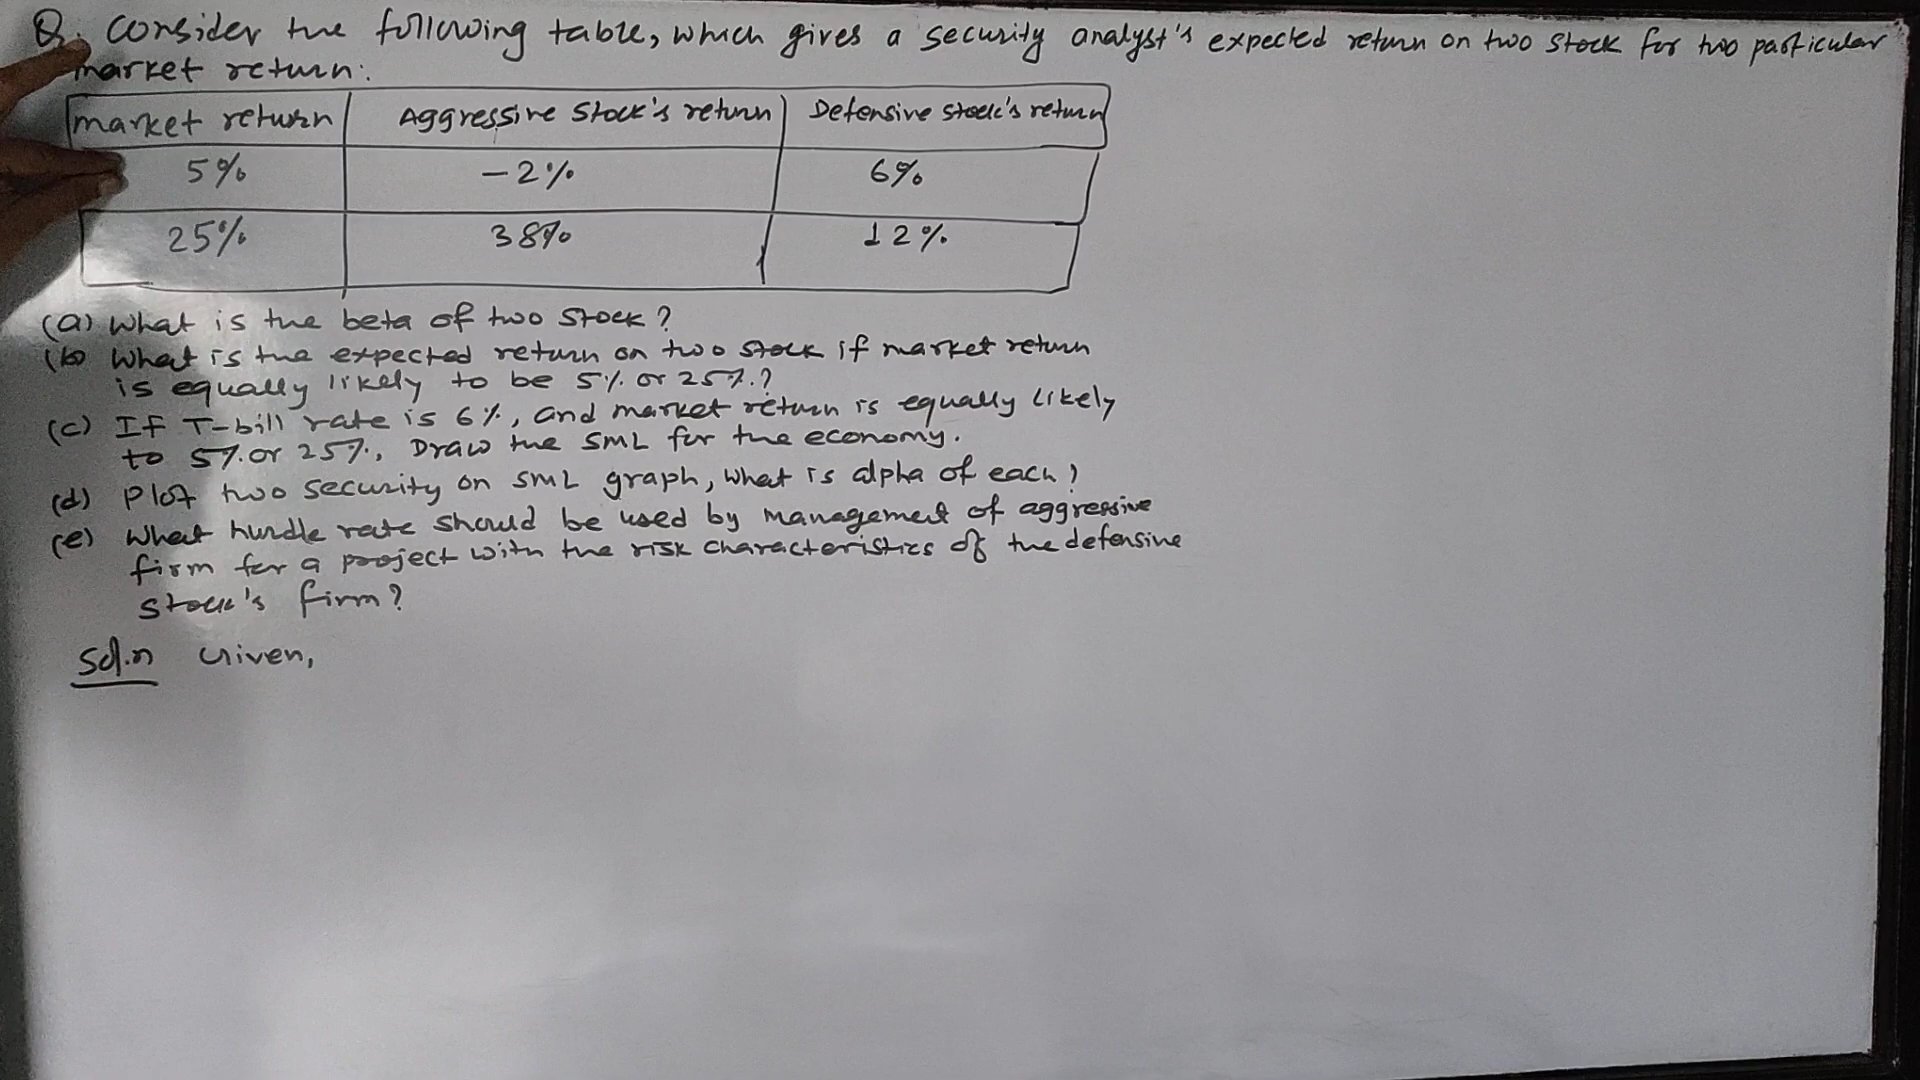 Q. Consider the following table, which gives a security analyst's expected return on two stock for two particular
market return:
market return | Aggressive Stock's return | Defensive stock's return
5% | -2% | 6%
25% | 38% | 12%
(a) What is the beta of two stock?
(b) What is the expected return on two stock if market return
is equally likely to be 5% or 25%?
(c) If T-bill rate is 6%, and market return is equally likely
to 5% or 25%, Draw the SML for the economy.
(d) Plot two security on SML graph, what is alpha of each?
(e) What hurdle rate should be used by management of aggressive
firm for a project with the risk characteristics of the defensive
stock's firm?
Sol.n Given,